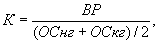 К = ВР / ((ОСнг + ОСкг) / 2),